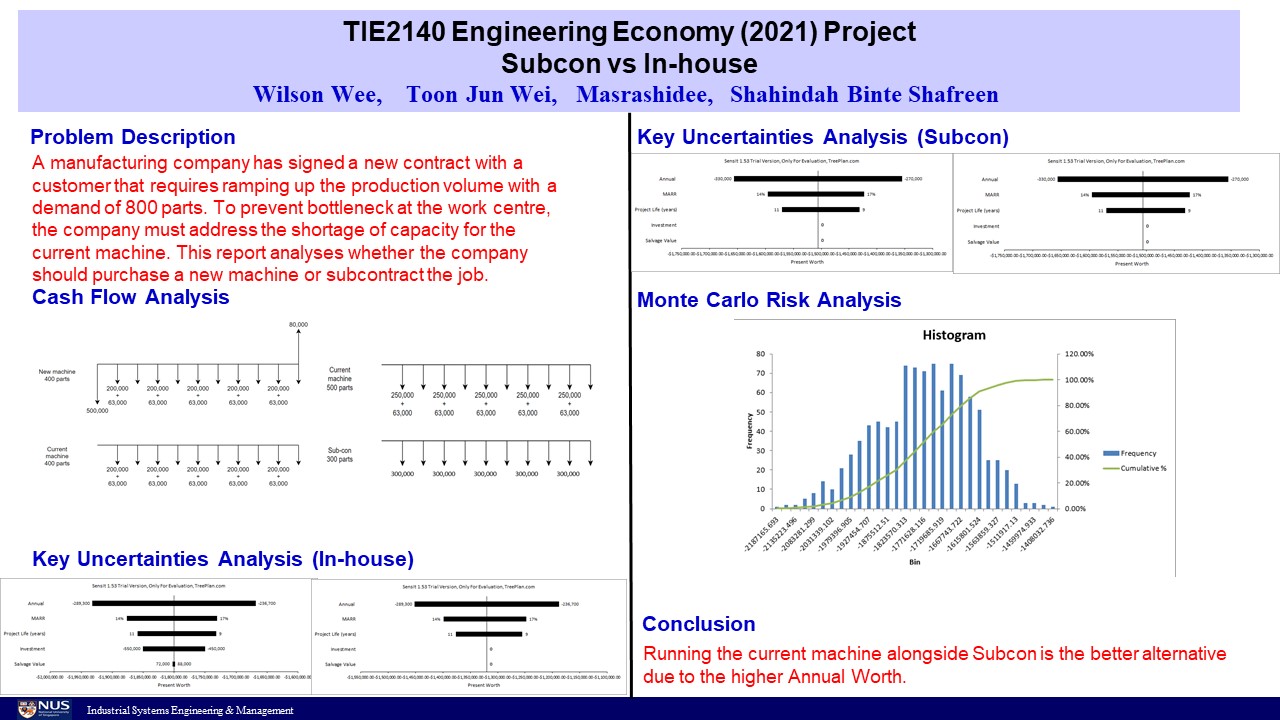 TIE2140 Engineering Economy (2021) Project
Subcon vs In-house
Wilson Wee, Toon Jun Wei, Masrashidee, Shahindah Binte Shafreen
Problem Description
A manufacturing company has signed a new contract with a
customer that requires ramping up the production volume with a
demand of 800 parts. To prevent bottleneck at the work centre,
the company must address the shortage of capacity for the
current machine. This report analyses whether the company
should purchase a new machine or subcontract the job.
Cash Flow Analysis
80,000
New machine
400 parts
200,000 200,000 200,000 200,000 200,000
+ + + + +
63,000 63,000 63,000 63,000 63,000
500,000
Current
machine
400 parts
200,000 200,000 200,000 200,000 200,000
+ + + + +
63,000 63,000 63,000 63,000 63,000
Current
machine
500 parts
250,000 250,000 250,000 250,000 250,000
+ + + + +
63,000 63,000 63,000 63,000 63,000
Sub-con
300 parts
300,000 300,000 300,000 300,000 300,000
Key Uncertainties Analysis (In-house)
Sensit 1.53 Trial Version, Only For Evaluation, TreePlan.com
Annual -289,300 -236,700
MARR 14% 17%
Project Life (years) 11 9
Investment -550,000 -450,000
Salvage Value 72,000 88,000
Present Worth
Sensit 1.53 Trial Version, Only For Evaluation, TreePlan.com
Annual -289,300 -236,700
MARR 14% 17%
Project Life (years) 11 9
Investment 0
Salvage Value 0
Present Worth
Key Uncertainties Analysis (Subcon)
Sensit 1.53 Trial Version, Only For Evaluation, TreePlan.com
Annual -330,000 -270,000
MARR 14% 17%
Project Life (years) 11 9
Investment 0
Salvage Value 0
Present Worth
Sensit 1.53 Trial Version, Only For Evaluation, TreePlan.com
Annual -330,000 -270,000
MARR 14% 17%
Project Life (years) 11 9
Investment 0
Salvage Value 0
Present Worth
Monte Carlo Risk Analysis
Histogram
80 120.00%
70 100.00%
60 80.00%
50 60.00%
40 40.00%
30 20.00%
20 0.00%
10
0
Frequency
Frequency
Cumulative %
-2187165.693
-2135223.496
-2083281.299
-2031339.102
-1979396.905
-1927454.707
-1875512.51
-1823570.313
-1771628.116
-1719685.919
-1667743.722
-1615801.524
-1563859.327
-1511917.13
-1459974.933
-1408032.736
Bin
Conclusion
Running the current machine alongside Subcon is the better alternative
due to the higher Annual Worth.
NUS
National University
of Singapore
Industrial Systems Engineering & Management